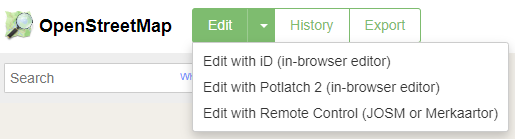 OpenStreetMap Edit History Export
Edit with iD (in-browser editor)
Search
Edit with Potlatch 2 (in-browser editor)
Edit with Remote Control (JOSM or Merkaartor)